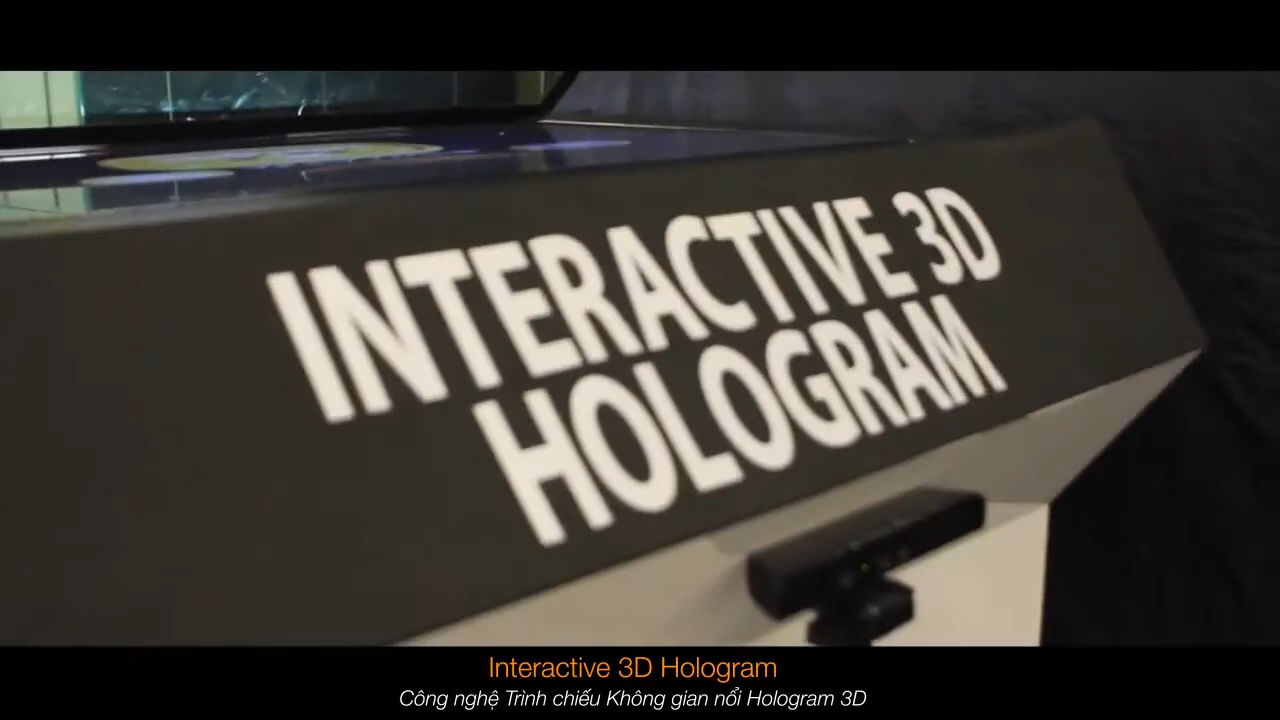 INTERACTIVE 3D
HOLOGRAM
Interactive 3D Hologram
Công nghệ Trình chiếu Không gian nổi Hologram 3D